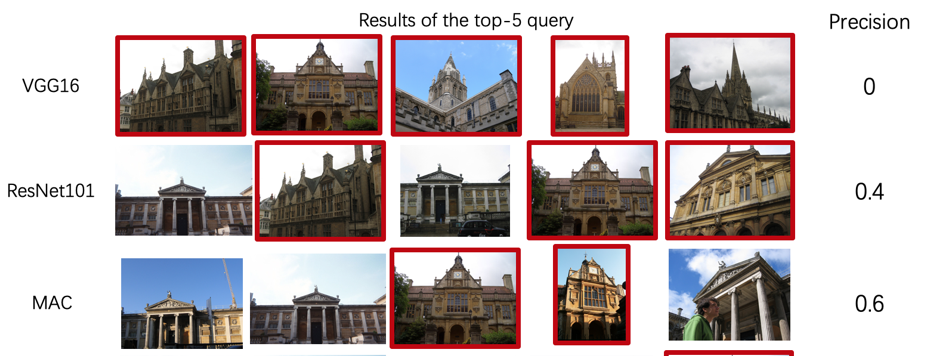 Results of the top-5 query
Precision
VGG16
0
ResNet101
0.4
MAC
0.6